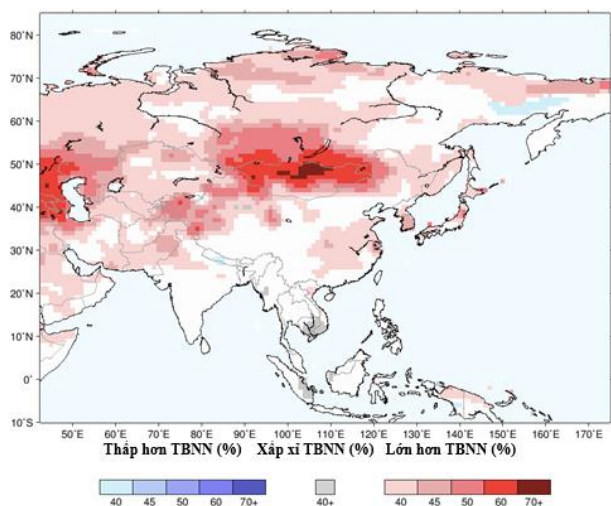 80˚N
70˚N
60˚N
50˚N
40˚N
30˚N
20˚N
10˚N
0˚
10˚S
50˚E 60˚E 70˚E 80˚E 90˚E 100˚E 110˚E 120˚E 130˚E 140˚E 150˚E 160˚E 170˚E
Thấp hơn TBNN (%) Xấp xỉ TBNN (%) Lớn hơn TBNN (%)
40 45 50 60 70+ 40+ 40 45 50 60 70+